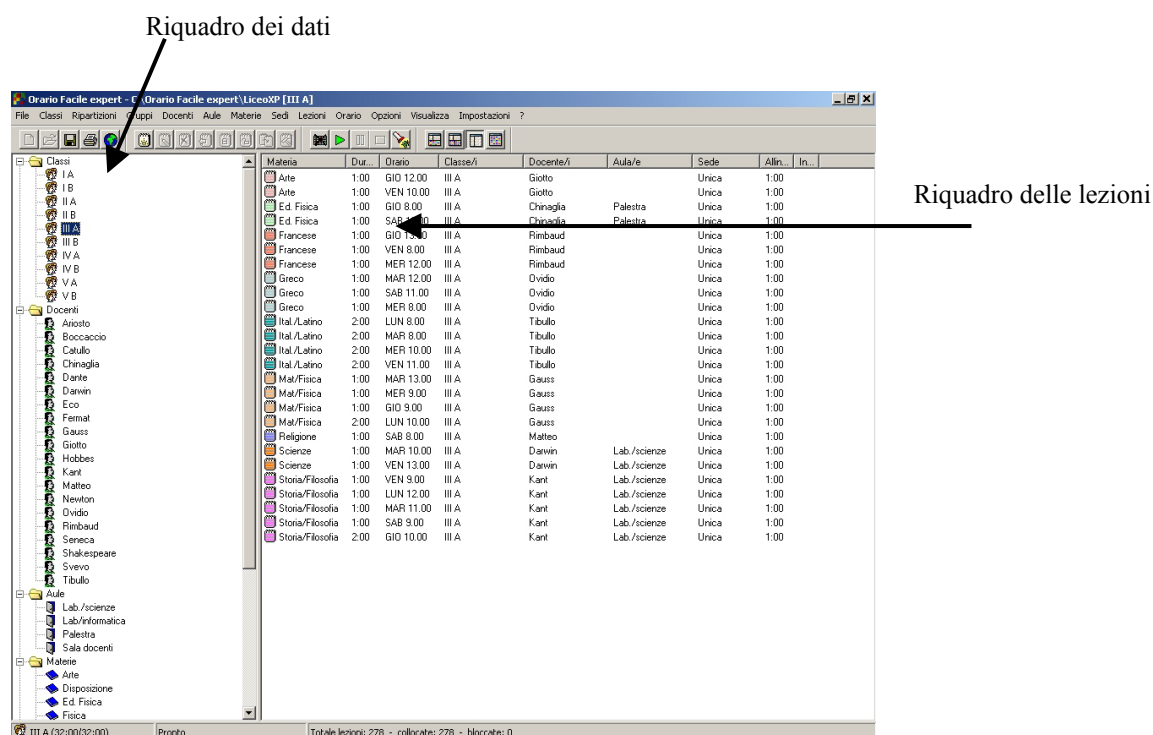 Riquadro dei dati
Orario Facile expert - C:\Orario Facile expert\LiceoXP [III A]
File Classi Ripartizioni Gruppi Docenti Aule Materie Sedi Lezioni Orario Opzioni Visualizza Impostazioni ?
Riquadro delle lezioni
Classi
I A
I B
II A
II B
III A
III B
IV A
IV B
V A
V B
Docenti
Ariosto
Boccaccio
Catullo
Chinaglia
Dante
Darwin
Eco
Fermat
Gauss
Giotto
Hobbes
Kant
Matteo
Newton
Ovidio
Rimbaud
Seneca
Shakespeare
Svevo
Tibullo
Aule
Lab./scienze
Lab/informatica
Palestra
Sala docenti
Materie
Arte
Disposizione
Ed. Fisica
Fisica
Materia Dur... Orario Classe/i Docente/i Aula/e Sede Allin... In...
Arte 1:00 GIO 12.00 III A Giotto Unica 1:00
Arte 1:00 VEN 10.00 III A Giotto Unica 1:00
Ed. Fisica 1:00 GIO 8.00 III A Chinaglia Palestra Unica 1:00
Ed. Fisica 1:00 SAB III A Chinaglia Palestra Unica 1:00
Francese 1:00 GIO 13.00 III A Rimbaud Unica 1:00
Francese 1:00 VEN 8.00 III A Rimbaud Unica 1:00
Francese 1:00 MER 12.00 III A Rimbaud Unica 1:00
Greco 1:00 MAR 12.00 III A Ovidio Unica 1:00
Greco 1:00 SAB 11.00 III A Ovidio Unica 1:00
Greco 1:00 MER 8.00 III A Ovidio Unica 1:00
Ital./Latino 2:00 LUN 8.00 III A Tibullo Unica 1:00
Ital./Latino 2:00 MAR 8.00 III A Tibullo Unica 1:00
Ital./Latino 2:00 MER 10.00 III A Tibullo Unica 1:00
Ital./Latino 2:00 VEN 11.00 III A Tibullo Unica 1:00
Mat/Fisica 1:00 MAR 13.00 III A Gauss Unica 1:00
Mat/Fisica 1:00 MER 9.00 III A Gauss Unica 1:00
Mat/Fisica 1:00 GIO 9.00 III A Gauss Unica 1:00
Mat/Fisica 2:00 LUN 10.00 III A Gauss Unica 1:00
Religione 1:00 SAB 8.00 III A Matteo Unica 1:00
Scienze 1:00 MAR 10.00 III A Darwin Lab./scienze Unica 1:00
Scienze 1:00 VEN 13.00 III A Darwin Lab./scienze Unica 1:00
Storia/Filosofia 1:00 VEN 9.00 III A Kant Lab./scienze Unica 1:00
Storia/Filosofia 1:00 LUN 12.00 III A Kant Lab./scienze Unica 1:00
Storia/Filosofia 1:00 MAR 11.00 III A Kant Lab./scienze Unica 1:00
Storia/Filosofia 1:00 SAB 9.00 III A Kant Lab./scienze Unica 1:00
Storia/Filosofia 2:00 GIO 10.00 III A Kant Lab./scienze Unica 1:00
III A (32:00/32:00) Pronto Totale lezioni: 278 - collocate: 278 - bloccate: 0